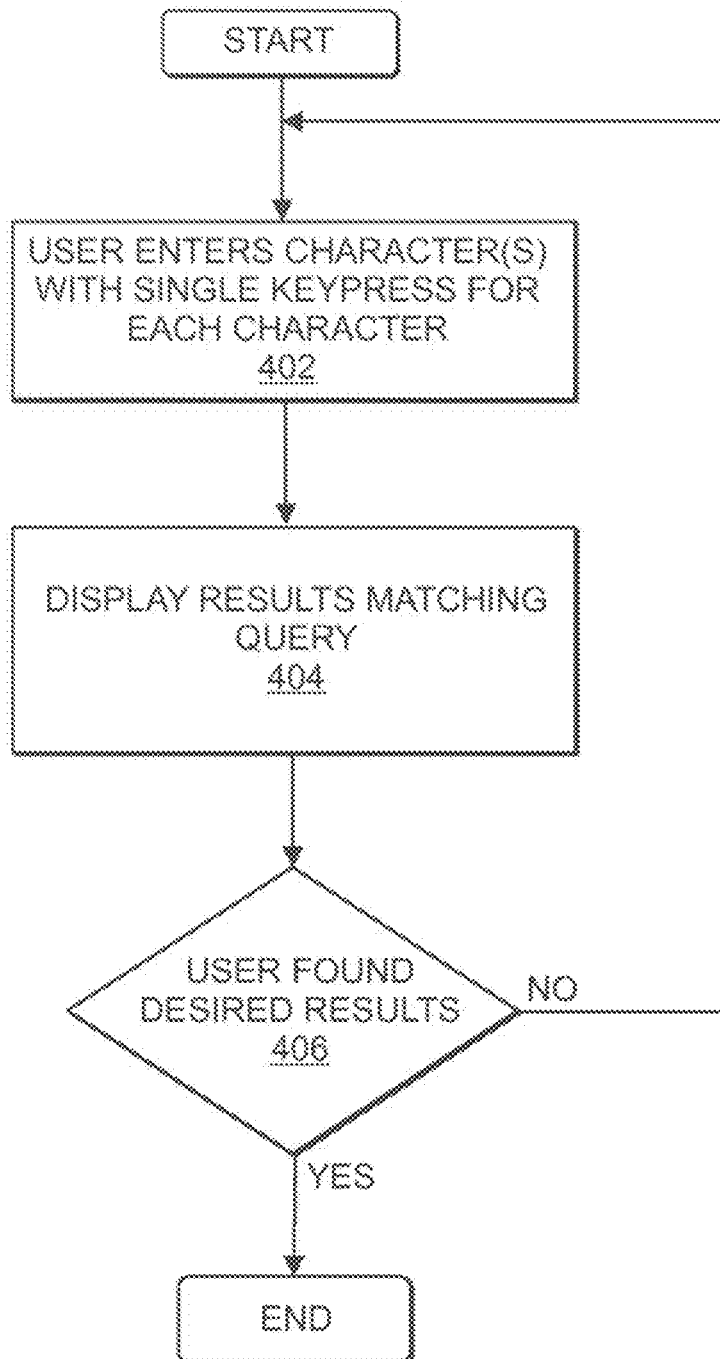 START
USER ENTERS CHARACTER(S)
WITH SINGLE KEYPRESS FOR
EACH CHARACTER
402
DISPLAY RESULTS MATCHING
QUERY
404
USER FOUND
DESIRED RESULTS
406
NO
YES
END